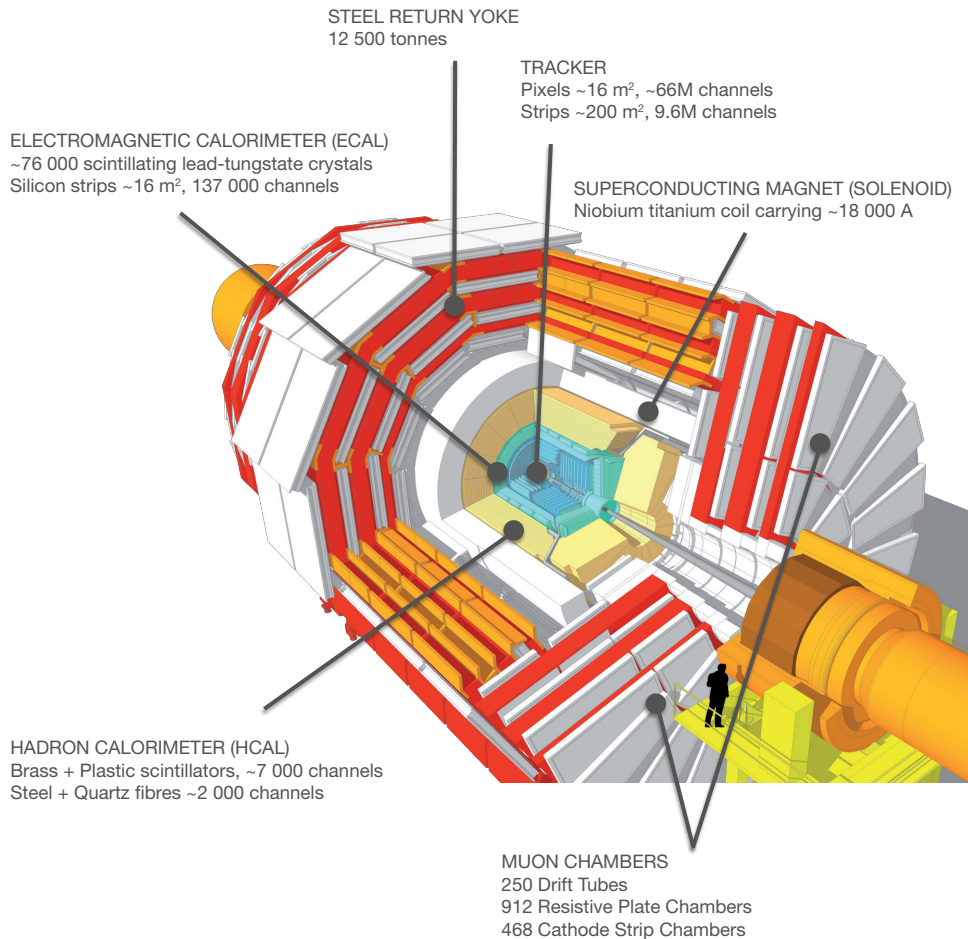 STEEL RETURN YOKE
12 500 tonnes
TRACKER
Pixels ~16 m², ~66M channels
Strips ~200 m², 9.6M channels
ELECTROMAGNETIC CALORIMETER (ECAL)
~76 000 scintillating lead-tungstate crystals
Silicon strips ~16 m², 137 000 channels
SUPERCONDUCTING MAGNET (SOLENOID)
Niobium titanium coil carrying ~18 000 A
HADRON CALORIMETER (HCAL)
Brass + Plastic scintillators, ~7 000 channels
Steel + Quartz fibres ~2 000 channels
MUON CHAMBERS
250 Drift Tubes
912 Resistive Plate Chambers
468 Cathode Strip Chambers